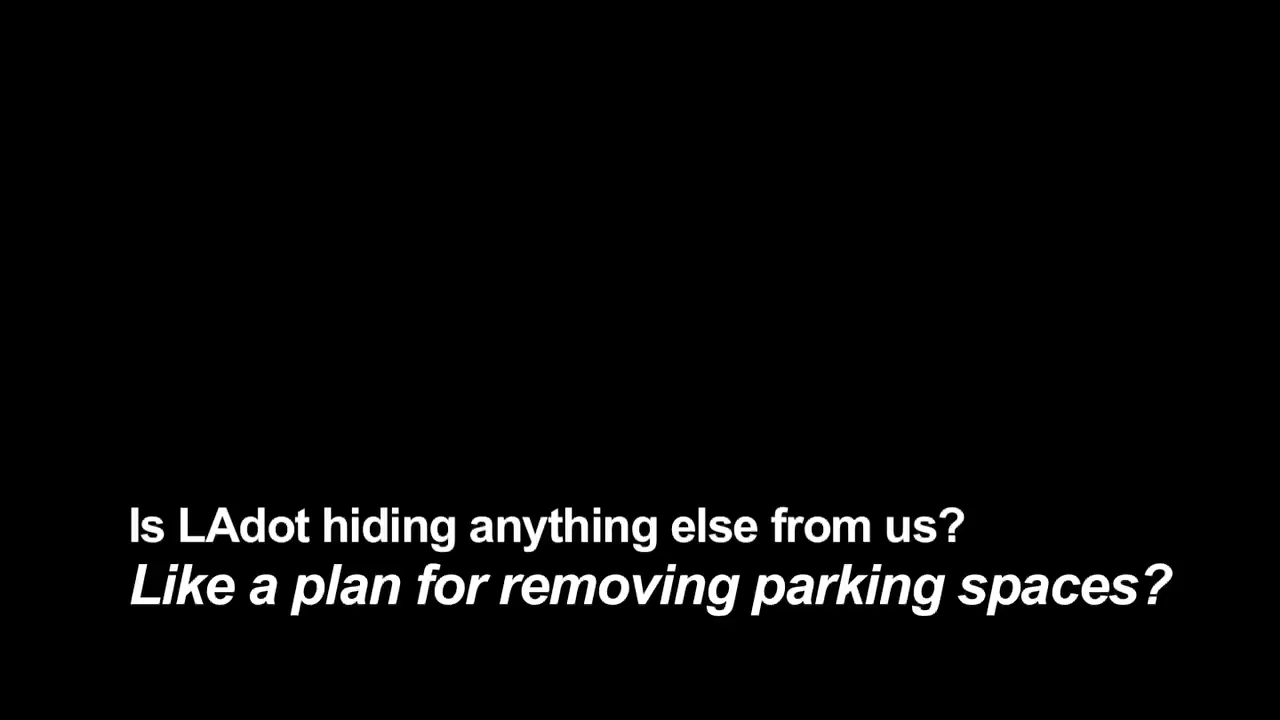 Is LAdot hiding anything else from us?
Like a plan for removing parking spaces?